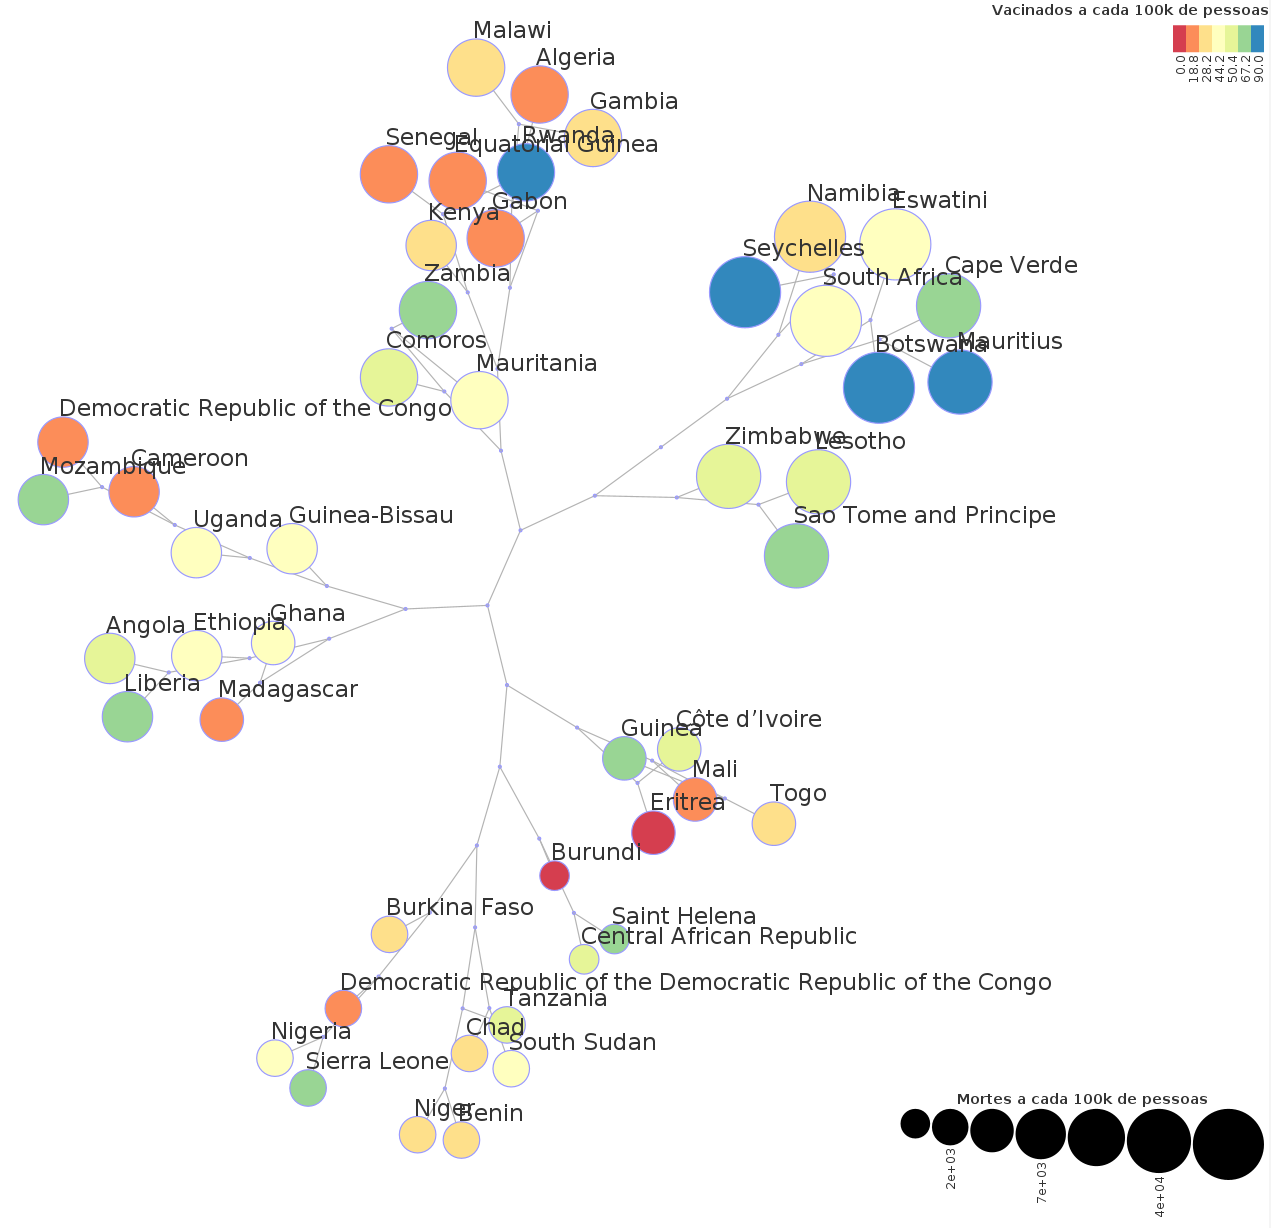 Vacinados a cada 100k de pessoas
0.0
18.8
28.2
44.2
50.4
67.2
90.0
Malawi
Algeria
Gambia
Senegal
Rwanda
Equatorial Guinea
Gabon
Kenya
Zambia
Comoros
Mauritania
Namibia
Eswatini
Seychelles
Cape Verde
South Africa
Botswana
Mauritius
Zimbabwe
Lesotho
Sao Tome and Principe
Democratic Republic of the Congo
Cameroon
Mozambique
Uganda
Guinea-Bissau
Ghana
Ethiopia
Angola
Liberia
Madagascar
Côte d’Ivoire
Guinea
Mali
Togo
Eritrea
Burundi
Burkina Faso
Saint Helena
Central African Republic
Democratic Republic of the Democratic Republic of the Congo
Tanzania
Chad
South Sudan
Nigeria
Sierra Leone
Niger
Benin
Mortes a cada 100k de pessoas
2e+03
7e+03
4e+04